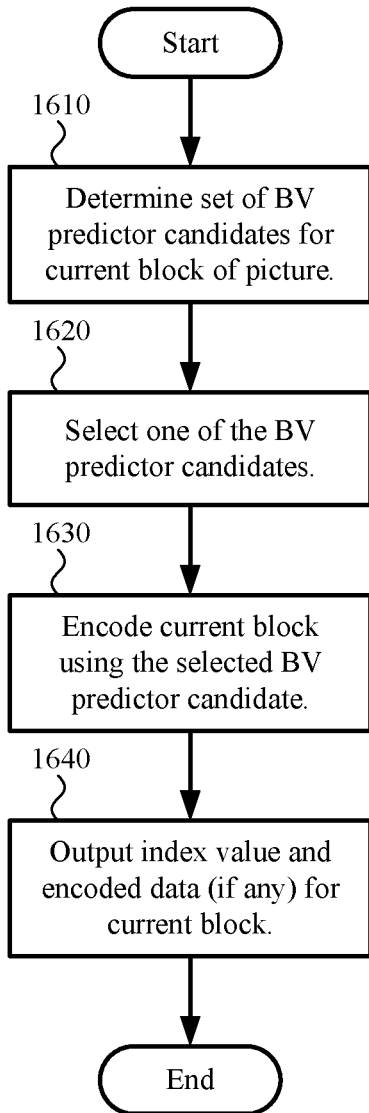 Start
1610
Determine set of BV
predictor candidates for
current block of picture.
1620
Select one of the BV
predictor candidates.
1630
Encode current block
using the selected BV
predictor candidate.
1640
Output index value and
encoded data (if any) for
current block.
End